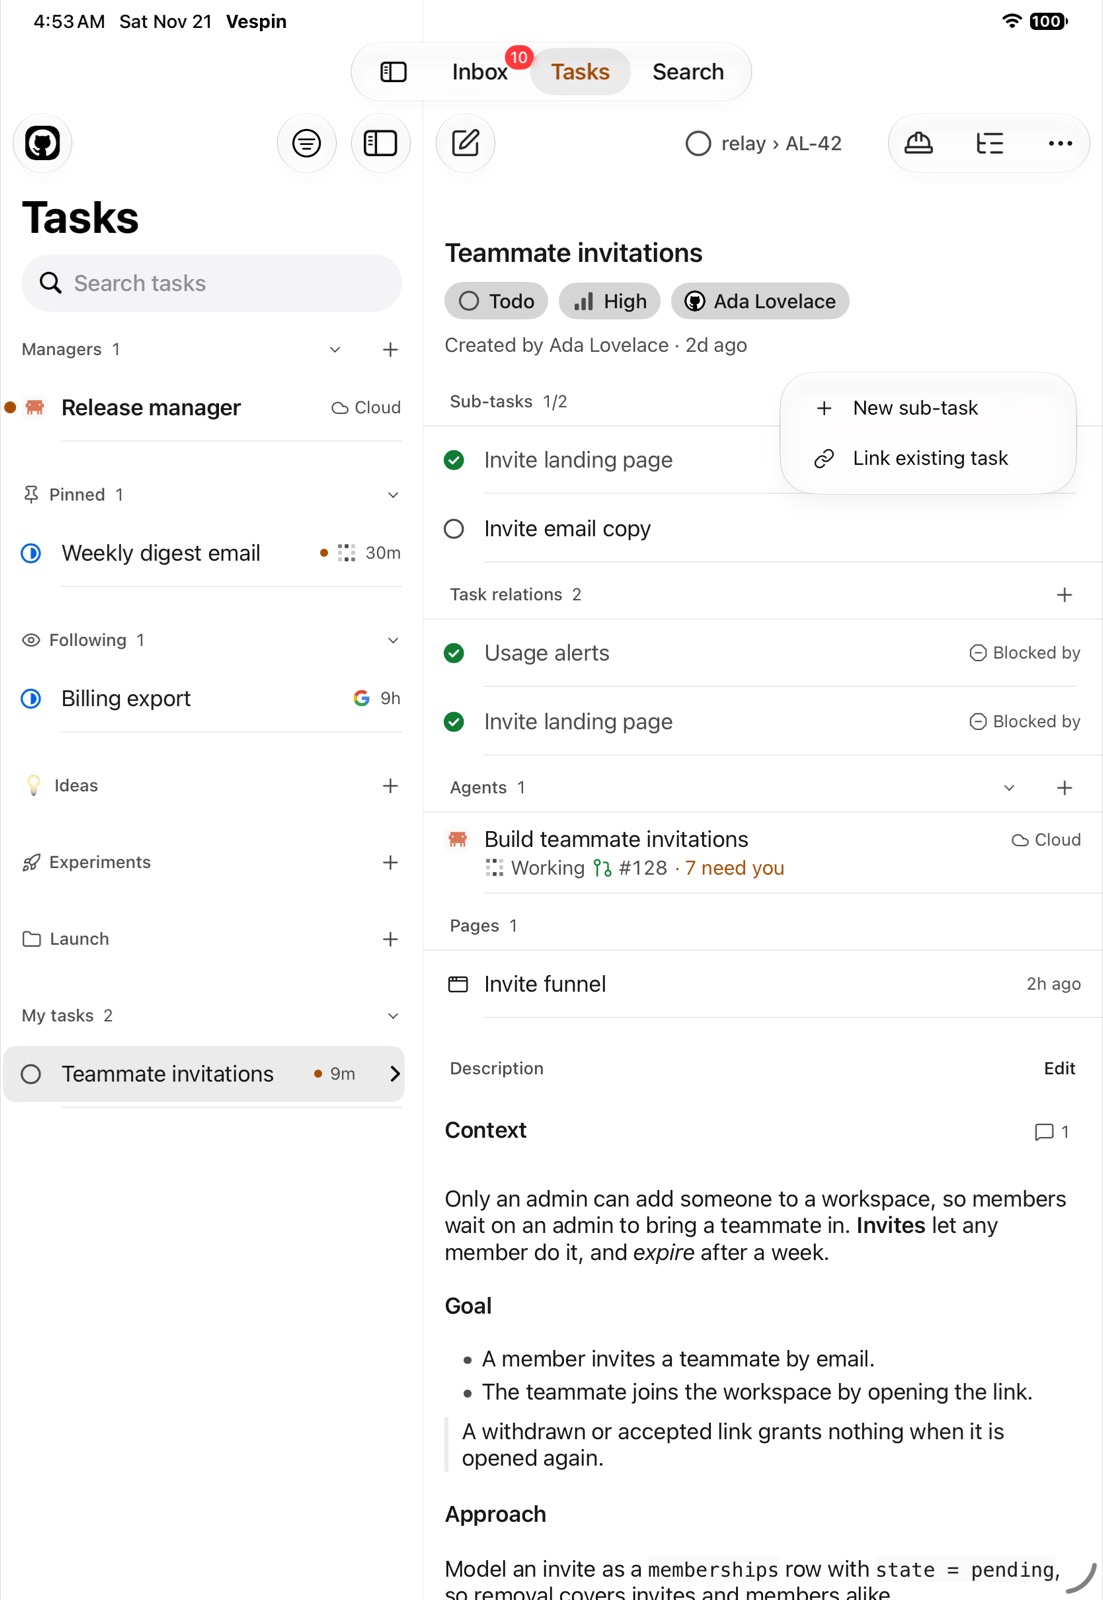 4:53 AM Sat Nov 21 Vespin
100
Inbox 10
Tasks
Search
relay › AL-42
Tasks
Search tasks
Managers 1
Release manager
Cloud
Pinned 1
Weekly digest email
30m
Following 1
Billing export
9h
Ideas
Experiments
Launch
My tasks 2
Teammate invitations
9m
Teammate invitations
Todo
High
Ada Lovelace
Created by Ada Lovelace · 2d ago
Sub-tasks 1/2
New sub-task
Link existing task
Invite landing page
Invite email copy
Task relations 2
Usage alerts
Blocked by
Invite landing page
Blocked by
Agents 1
Build teammate invitations
Cloud
Working #128 · 7 need you
Pages 1
Invite funnel
2h ago
Description
Edit
Context
1
Only an admin can add someone to a workspace, so members
wait on an admin to bring a teammate in. Invites let any
member do it, and expire after a week.
Goal
• A member invites a teammate by email.
• The teammate joins the workspace by opening the link.
A withdrawn or accepted link grants nothing when it is
opened again.
Approach
Model an invite as a memberships row with state = pending,
so removal covers invites and members alike.